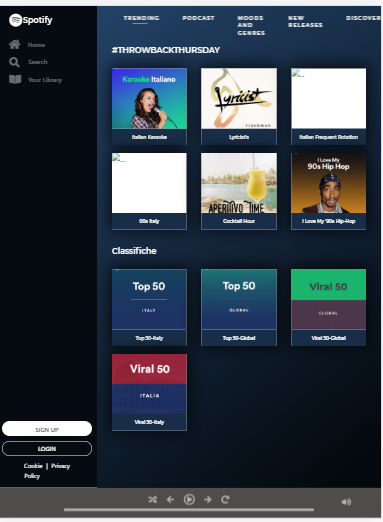 Spotify
Home
Search
Your Library
TRENDING
PODCAST
MOODS
AND
GENRES
NEW
RELEASES
DISCOVER
#THROWBACKTHURSDAY
Karaoke Italiano
Italian Karaoke
Lyricist
Lyricist's
...
Italian Frequent Rotation
...
00s Italy
APERITIVO TIME
Cocktail Hour
I Love My
90s Hip Hop
I Love My '90s Hip-Hop
Classifiche
Top 50
ITALY
Top 50-Italy
Top 50
GLOBAL
Top 50-Global
Viral 50
GLOBAL
Viral 50-Global
Viral 50
ITALIA
Viral 50-Italy
SIGN UP
LOGIN
Cookie | Privacy
Policy